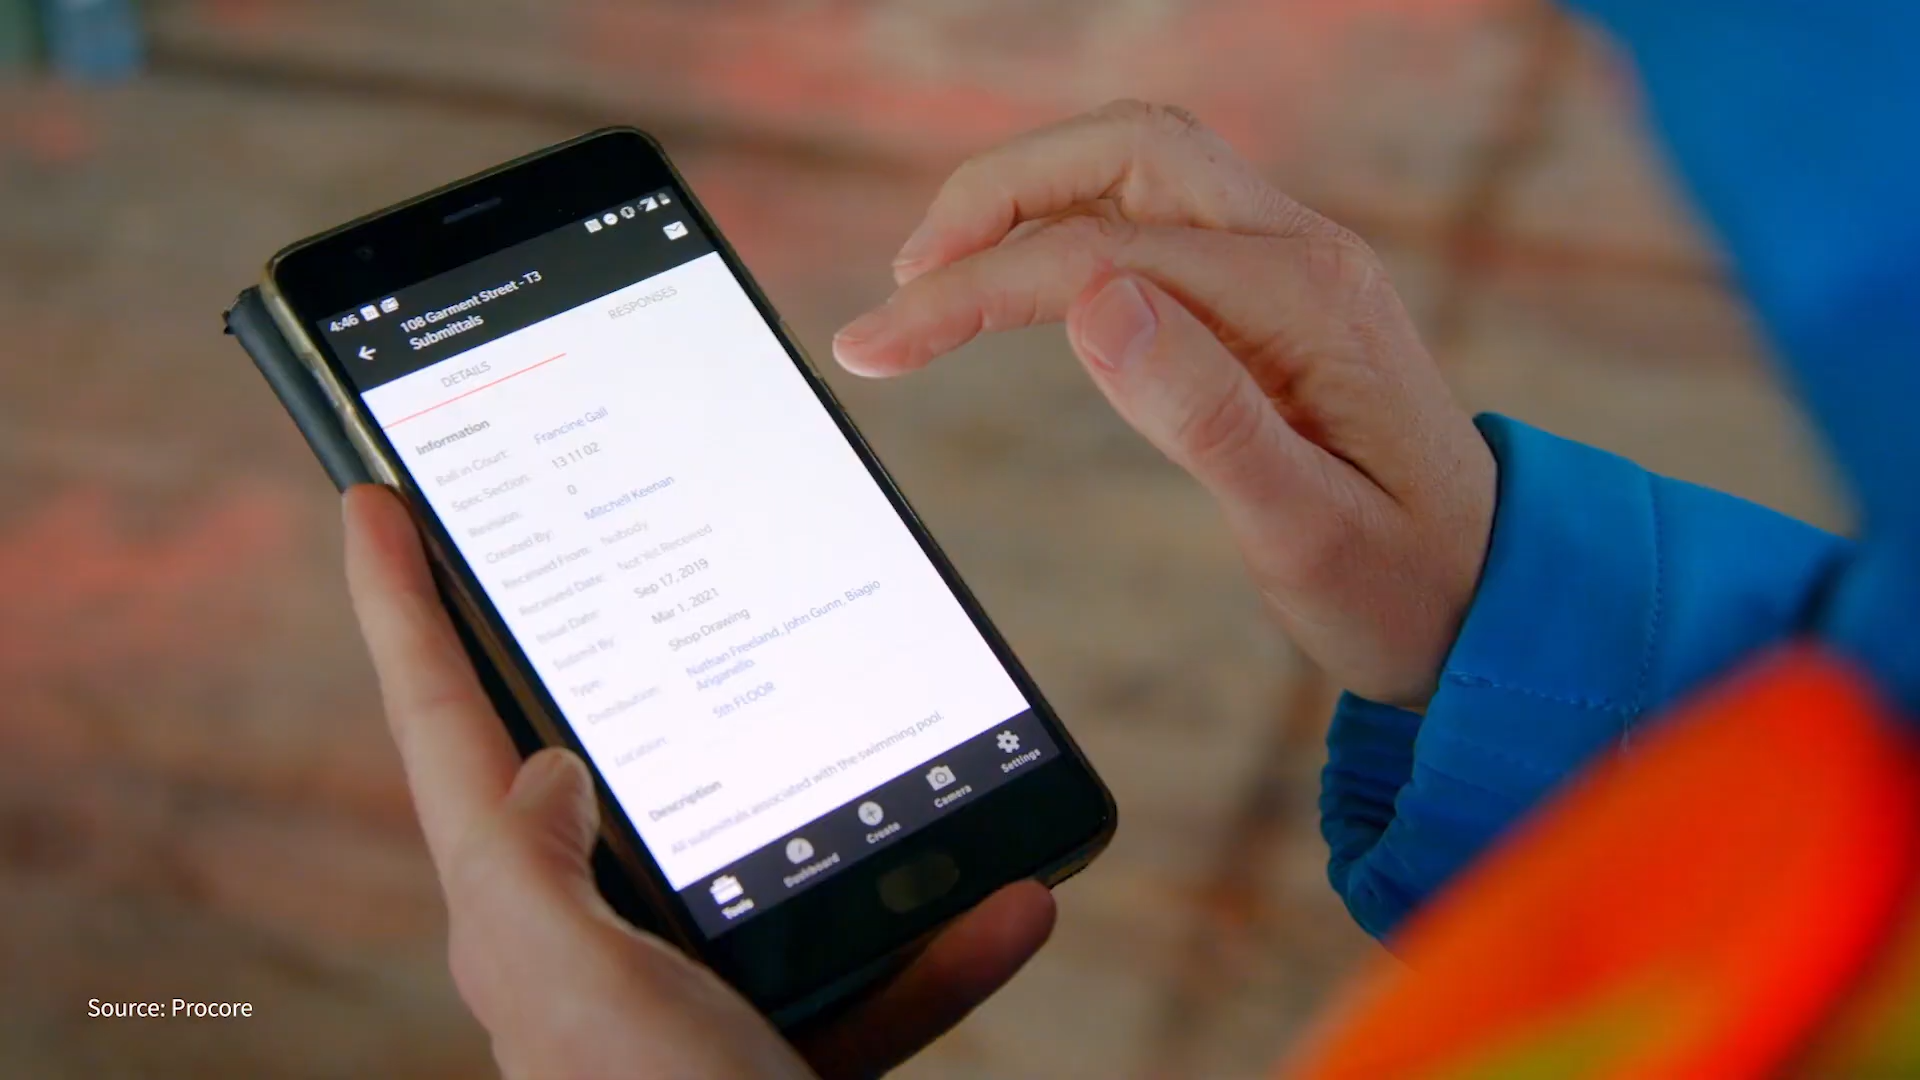 4:46
108 Garment Street - T3
Submittals
DETAILS
RESPONSES
Information
Ball in Court: Francine Gall
Spec Section: 13 11 02
Revision: 0
Created By: Mitchell Keenan
Received From: Nobody
Received Date: Not Yet Received
Issue Date: Sep 17, 2019
Submit By: Mar 1, 2021
Type: Shop Drawing
Distribution: Nathan Freeland, John Gunn, Biagio
Anganello
Location: 5th FLOOR
Description
All submittals associated with the swimming pool.
Tools
Dashboard
Create
Camera
Settings
Source: Procore